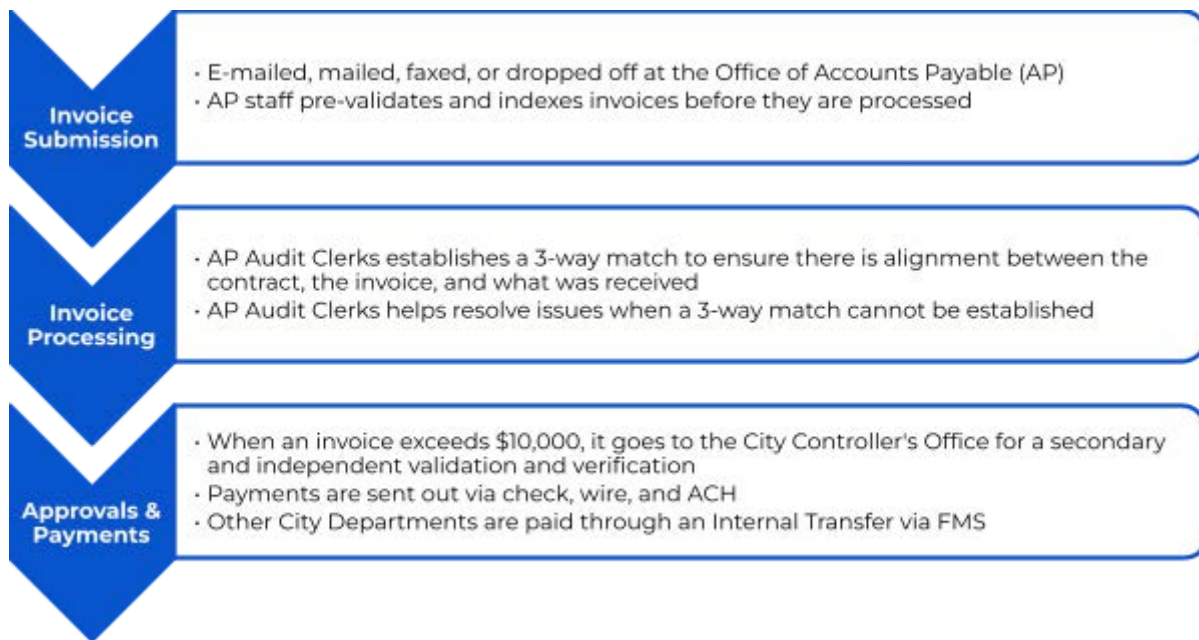 Invoice
Submission
· E-mailed, mailed, faxed, or dropped off at the Office of Accounts Payable (AP)
· AP staff pre-validates and indexes invoices before they are processed
Invoice
Processing
· AP Audit Clerks establishes a 3-way match to ensure there is alignment between the
contract, the invoice, and what was received
· AP Audit Clerks helps resolve issues when a 3-way match cannot be established
Approvals &
Payments
· When an invoice exceeds $10,000, it goes to the City Controller's Office for a secondary
and independent validation and verification
· Payments are sent out via check, wire, and ACH
· Other City Departments are paid through an Internal Transfer via FMS